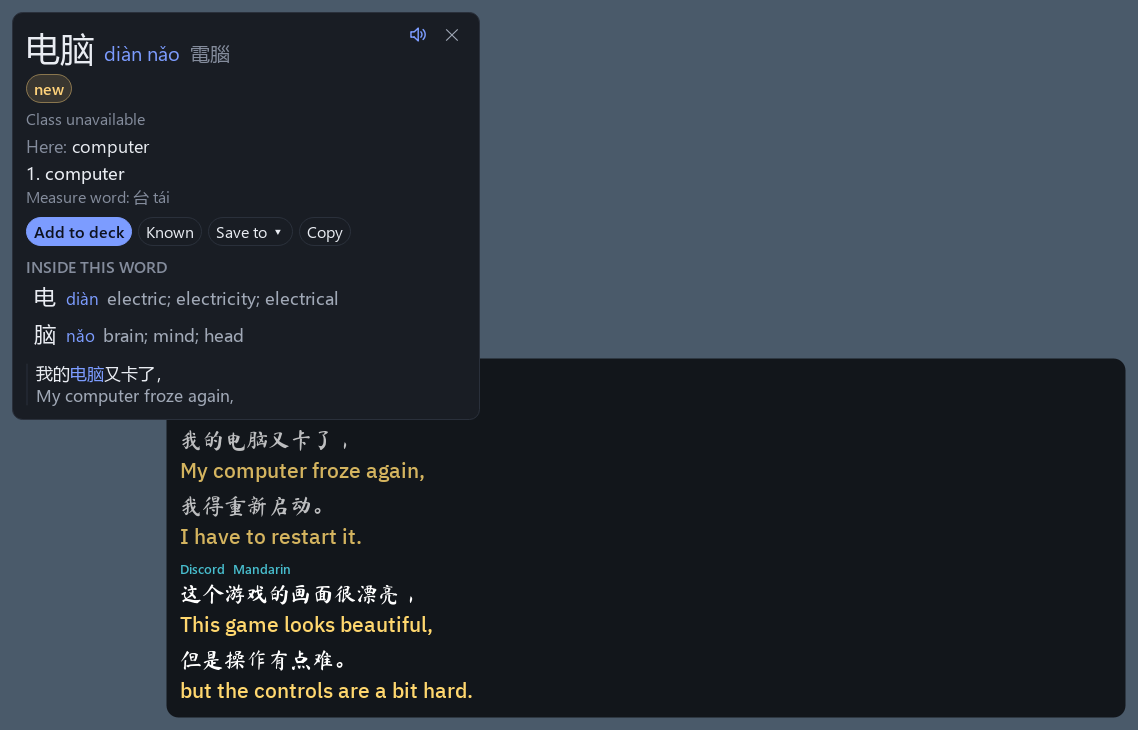 电脑 diàn nǎo 電腦
new
Class unavailable
Here: computer
1. computer
Measure word: 台 tái
Add to deck Known Save to ▾ Copy
INSIDE THIS WORD
电 diàn electric; electricity; electrical
脑 nǎo brain; mind; head
我的电脑又卡了，
My computer froze again,
我的电脑又卡了，
My computer froze again,
我得重新启动。
I have to restart it.
Discord Mandarin
这个游戏的画面很漂亮，
This game looks beautiful,
但是操作有点难。
but the controls are a bit hard.